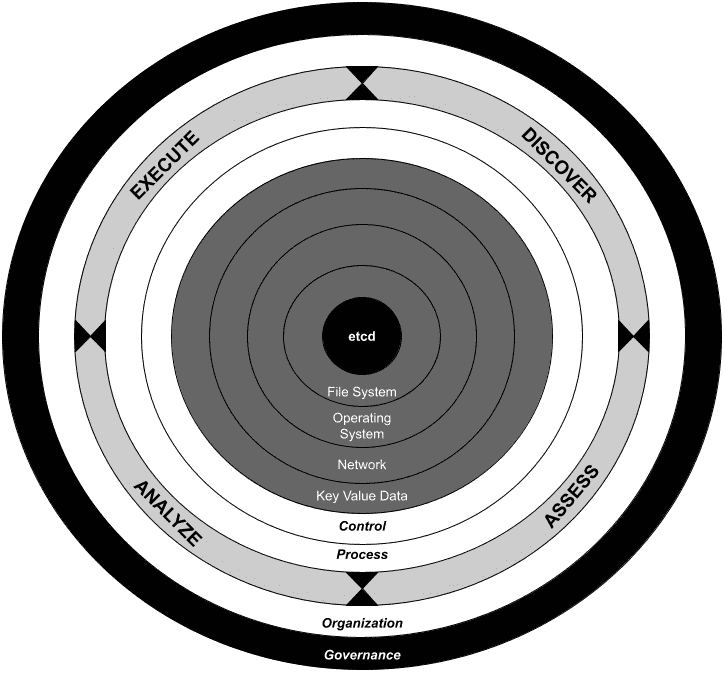 EXECUTE
DISCOVER
etcd
File System
Operating
System
Network
Key Value Data
ANALYZE
ASSESS
Control
Process
Organization
Governance